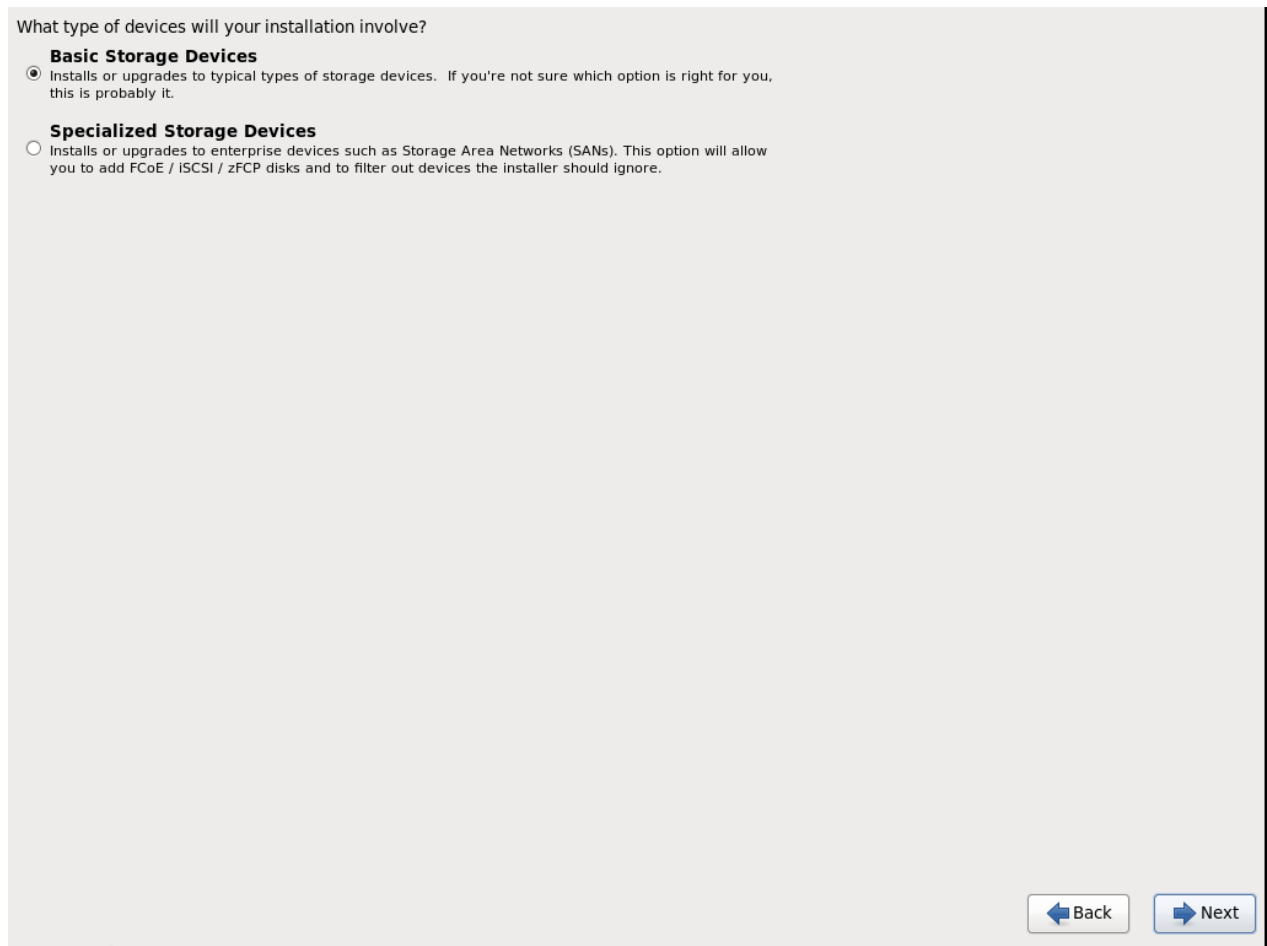 What type of devices will your installation involve?
Basic Storage Devices
Installs or upgrades to typical types of storage devices.  If you're not sure which option is right for you,
this is probably it.
Specialized Storage Devices
Installs or upgrades to enterprise devices such as Storage Area Networks (SANs). This option will allow
you to add FCoE / iSCSI / zFCP disks and to filter out devices the installer should ignore.
Back
Next